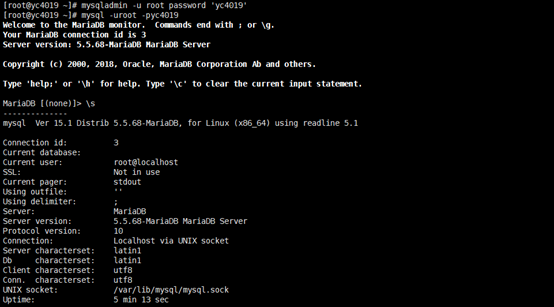 [root@yc4019 ~]# mysqladmin -u root password 'yc4019'
[root@yc4019 ~]# mysql -uroot -pyc4019
Welcome to the MariaDB monitor.  Commands end with ; or \g.
Your MariaDB connection id is 3
Server version: 5.5.68-MariaDB MariaDB Server
Copyright (c) 2000, 2018, Oracle, MariaDB Corporation Ab and others.
Type 'help;' or '\h' for help. Type '\c' to clear the current input statement.
MariaDB [(none)]> \s
--------------
mysql  Ver 15.1 Distrib 5.5.68-MariaDB, for Linux (x86_64) using readline 5.1
Connection id:          3
Current database:
Current user:           root@localhost
SSL:                    Not in use
Current pager:          stdout
Using outfile:          ''
Using delimiter:        ;
Server:                 MariaDB
Server version:         5.5.68-MariaDB MariaDB Server
Protocol version:       10
Connection:             Localhost via UNIX socket
Server characterset:    latin1
Db     characterset:    latin1
Client characterset:    utf8
Conn.  characterset:    utf8
UNIX socket:            /var/lib/mysql/mysql.sock
Uptime:                 5 min 13 sec